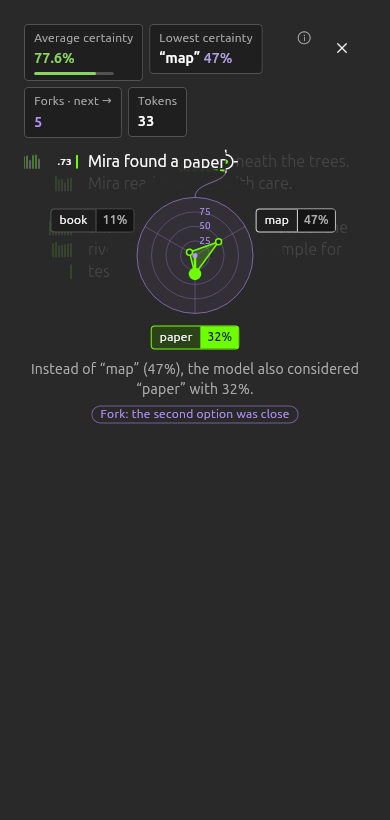 Average certainty
77.6%
Lowest certainty
“map” 47%
Forks · next →
5
Tokens
33
.73 Mira found a paper neath the trees.
Mira rea th care.
book 11%
map 47%
75
50
25
rive mple for
tes
paper 32%
Instead of “map” (47%), the model also considered
“paper” with 32%.
Fork: the second option was close